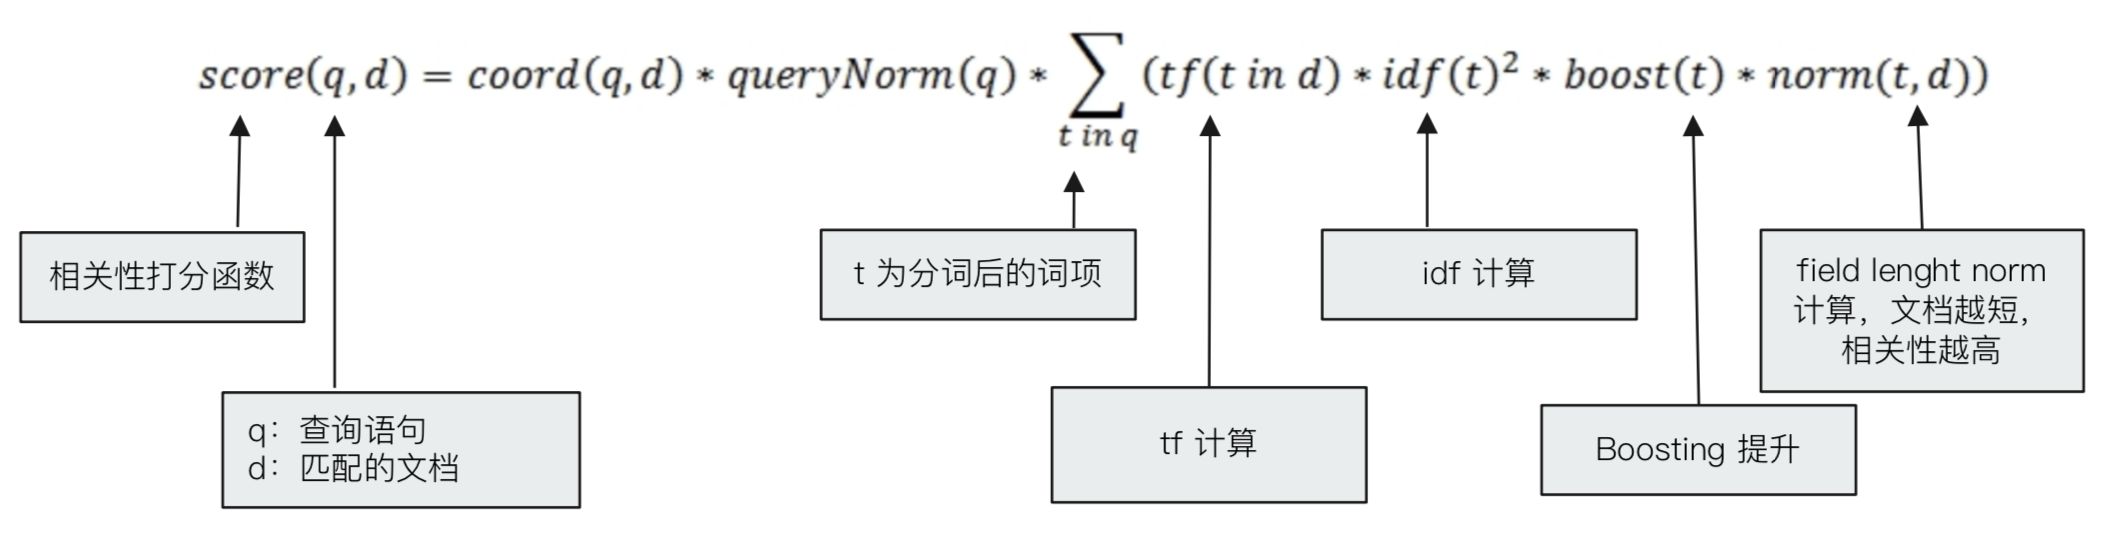 score(q,d) = coord(q,d) * queryNorm(q) * ∑ (tf(t in d) * idf(t)² * boost(t) * norm(t,d))
t in q
相关性打分函数
t 为分词后的词项
idf 计算
field lenght norm
计算，文档越短，
相关性越高
q：查询语句
d：匹配的文档
tf 计算
Boosting 提升